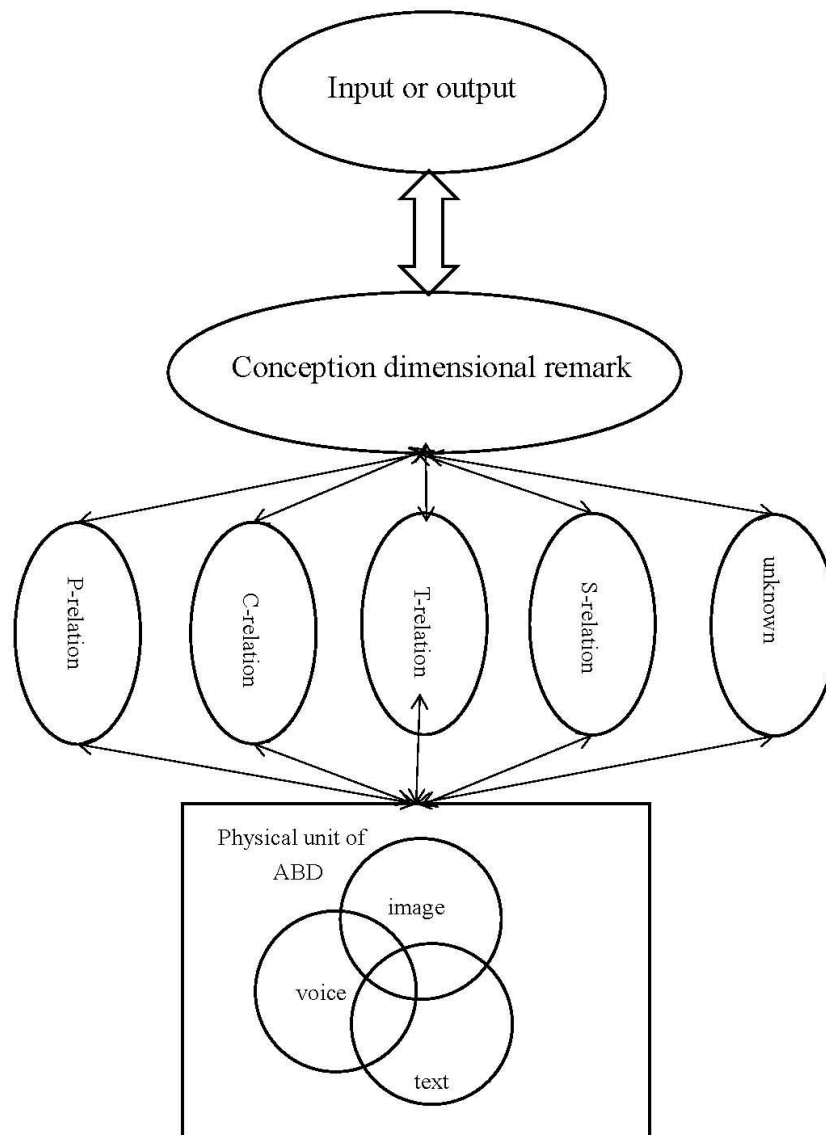 Input or output
Conception dimensional remark
P-relation
C-relation
T-relation
S-relation
unknown
Physical unit of
ABD
image
voice
text